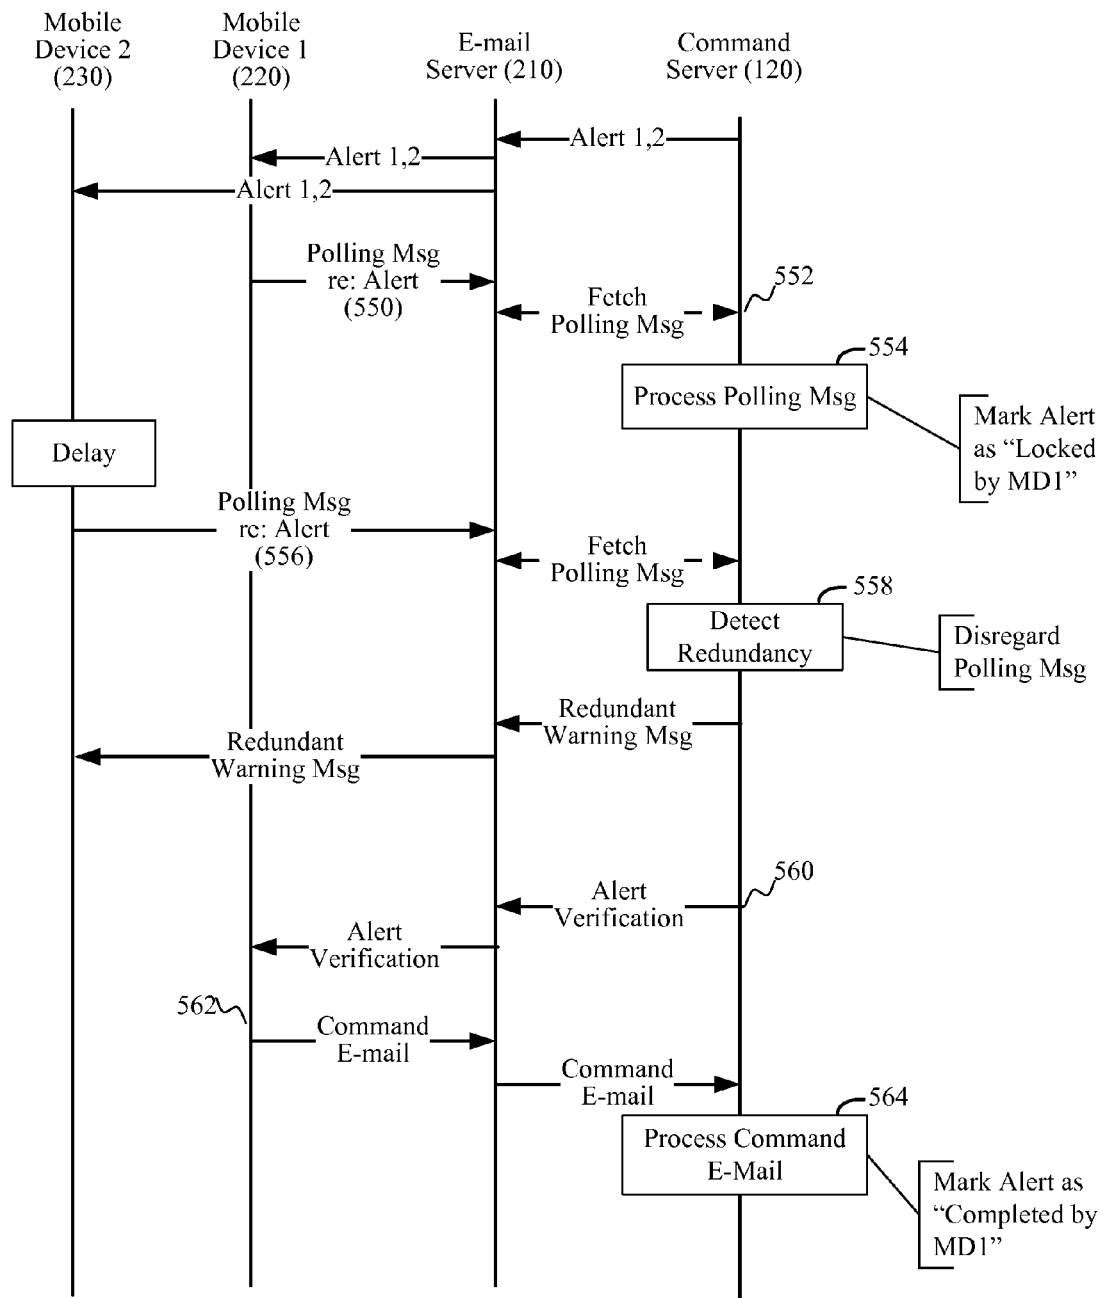 Mobile
Device 2
(230)
Mobile
Device 1
(220)
E-mail
Server (210)
Command
Server (120)
Alert 1,2
Alert 1,2
Alert 1,2
Polling Msg
re: Alert
(550)
Fetch
Polling Msg
552
554
Process Polling Msg
Mark Alert
as “Locked
by MD1”
Delay
Polling Msg
re: Alert
(556)
Fetch
Polling Msg
558
Detect
Redundancy
Disregard
Polling Msg
Redundant
Warning Msg
Redundant
Warning Msg
560
Alert
Verification
Alert
Verification
562
Command
E-mail
Command
E-mail
564
Process Command
E-Mail
Mark Alert as
“Completed by
MD1”